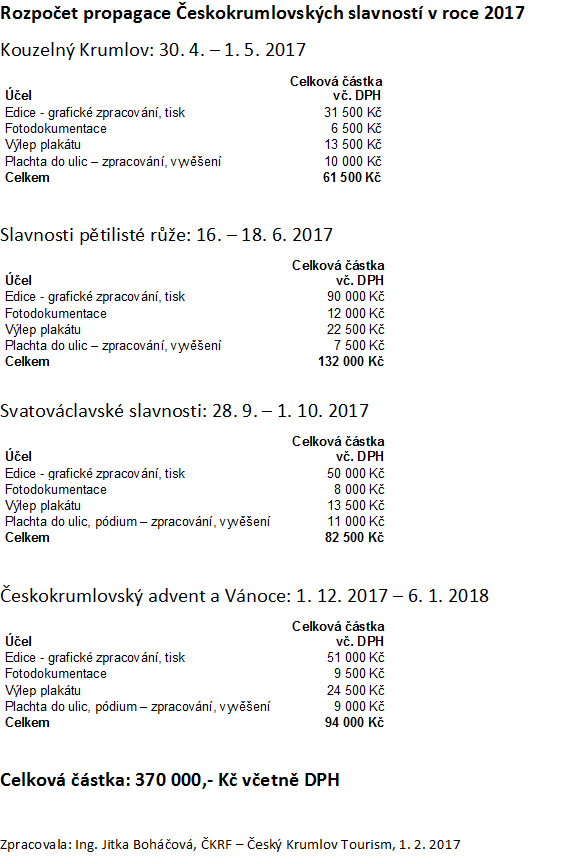 Rozpočet propagace Českokrumlovských slavností v roce 2017
Kouzelný Krumlov: 30. 4. – 1. 5. 2017
Celková částka
Účel vč. DPH
Edice - grafické zpracování, tisk 31 500 Kč
Fotodokumentace 6 500 Kč
Výlep plakátu 13 500 Kč
Plachta do ulic – zpracování, vyvěšení 10 000 Kč
Celkem 61 500 Kč
Slavnosti pětilisté růže: 16. – 18. 6. 2017
Celková částka
Účel vč. DPH
Edice - grafické zpracování, tisk 90 000 Kč
Fotodokumentace 12 000 Kč
Výlep plakátu 22 500 Kč
Plachta do ulic – zpracování, vyvěšení 7 500 Kč
Celkem 132 000 Kč
Svatováclavské slavnosti: 28. 9. – 1. 10. 2017
Celková částka
Účel vč. DPH
Edice - grafické zpracování, tisk 50 000 Kč
Fotodokumentace 8 000 Kč
Výlep plakátu 13 500 Kč
Plachta do ulic, pódium – zpracování, vyvěšení 11 000 Kč
Celkem 82 500 Kč
Českokrumlovský advent a Vánoce: 1. 12. 2017 – 6. 1. 2018
Celková částka
Účel vč. DPH
Edice - grafické zpracování, tisk 51 000 Kč
Fotodokumentace 9 500 Kč
Výlep plakátu 24 500 Kč
Plachta do ulic, pódium – zpracování, vyvěšení 9 000 Kč
Celkem 94 000 Kč
Celková částka: 370 000,- Kč včetně DPH
Zpracovala: Ing. Jitka Boháčová, ČKRF – Český Krumlov Tourism, 1. 2. 2017